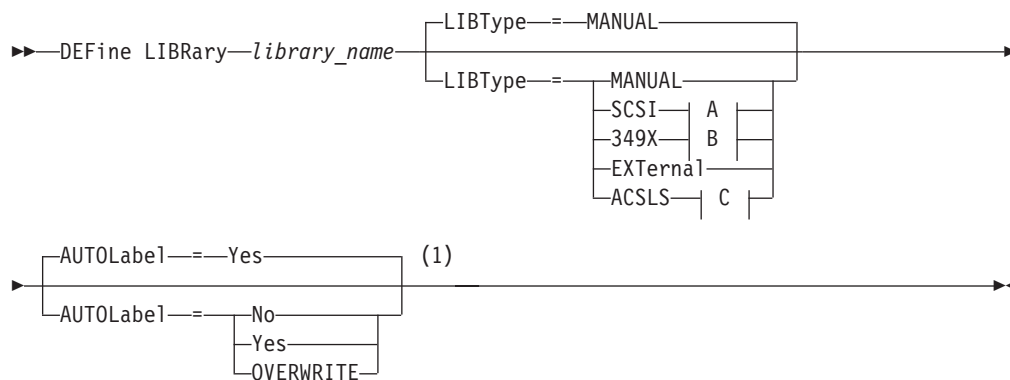 LIBType = MANUAL
DEFine LIBRary library_name
LIBType = MANUAL
SCSI A
349X B
EXTernal
ACSLS C
AUTOLabel = Yes (1)
AUTOLabel = No
Yes
OVERWRITE